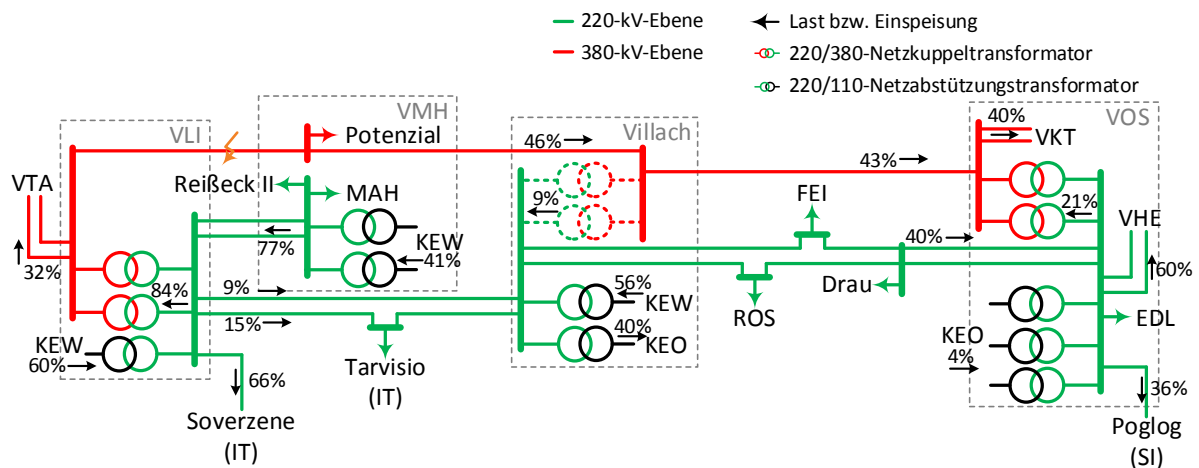 220-kV-Ebene
380-kV-Ebene
Last bzw. Einspeisung
220/380-Netzkuppeltransformator
220/110-Netzabstützungstransformator
VLI
VMH
Villach
VOS
Potenzial
46%
40%
VKT
43%
VTA
32%
Reißeck II
MAH
KEW
41%
77%
9%
FEI
21%
VHE
60%
84%
9%
15%
KEW
60%
66%
Soverzene
(IT)
Tarvisio
(IT)
56%
KEW
40%
KEO
ROS
40%
Drau
EDL
KEO
4%
36%
Poglog
(SI)